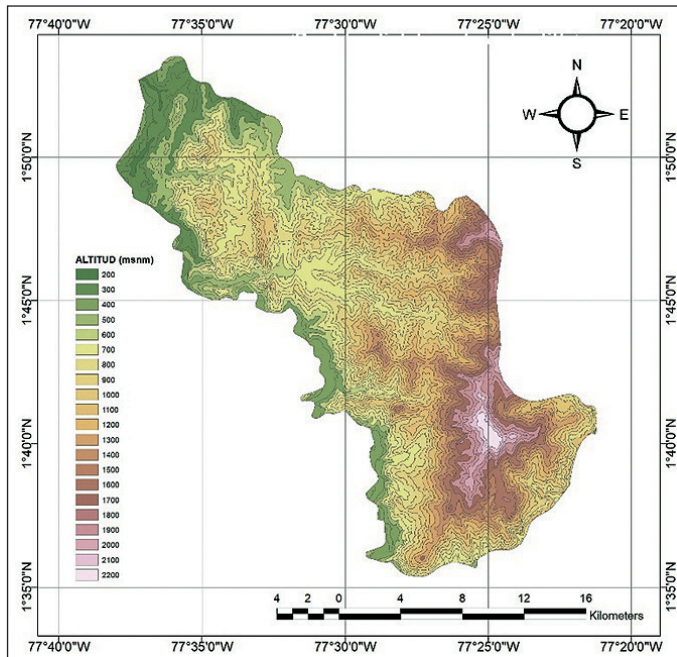 77°40'0"W 77°35'0"W 77°30'0"W 77°25'0"W 77°20'0"W
N
W E
S
1°50'0"N 1°50'0"N
ALTITUD (msnm)
200
300
400
500
600
700
800
900
1000
1100
1200
1300
1400
1500
1600
1700
1800
1900
2000
2100
2200
1°45'0"N 1°45'0"N
1°40'0"N 1°40'0"N
1°35'0"N 1°35'0"N
4 2 0 4 8 12 16
Kilometers
77°40'0"W 77°35'0"W 77°30'0"W 77°25'0"W 77°20'0"W